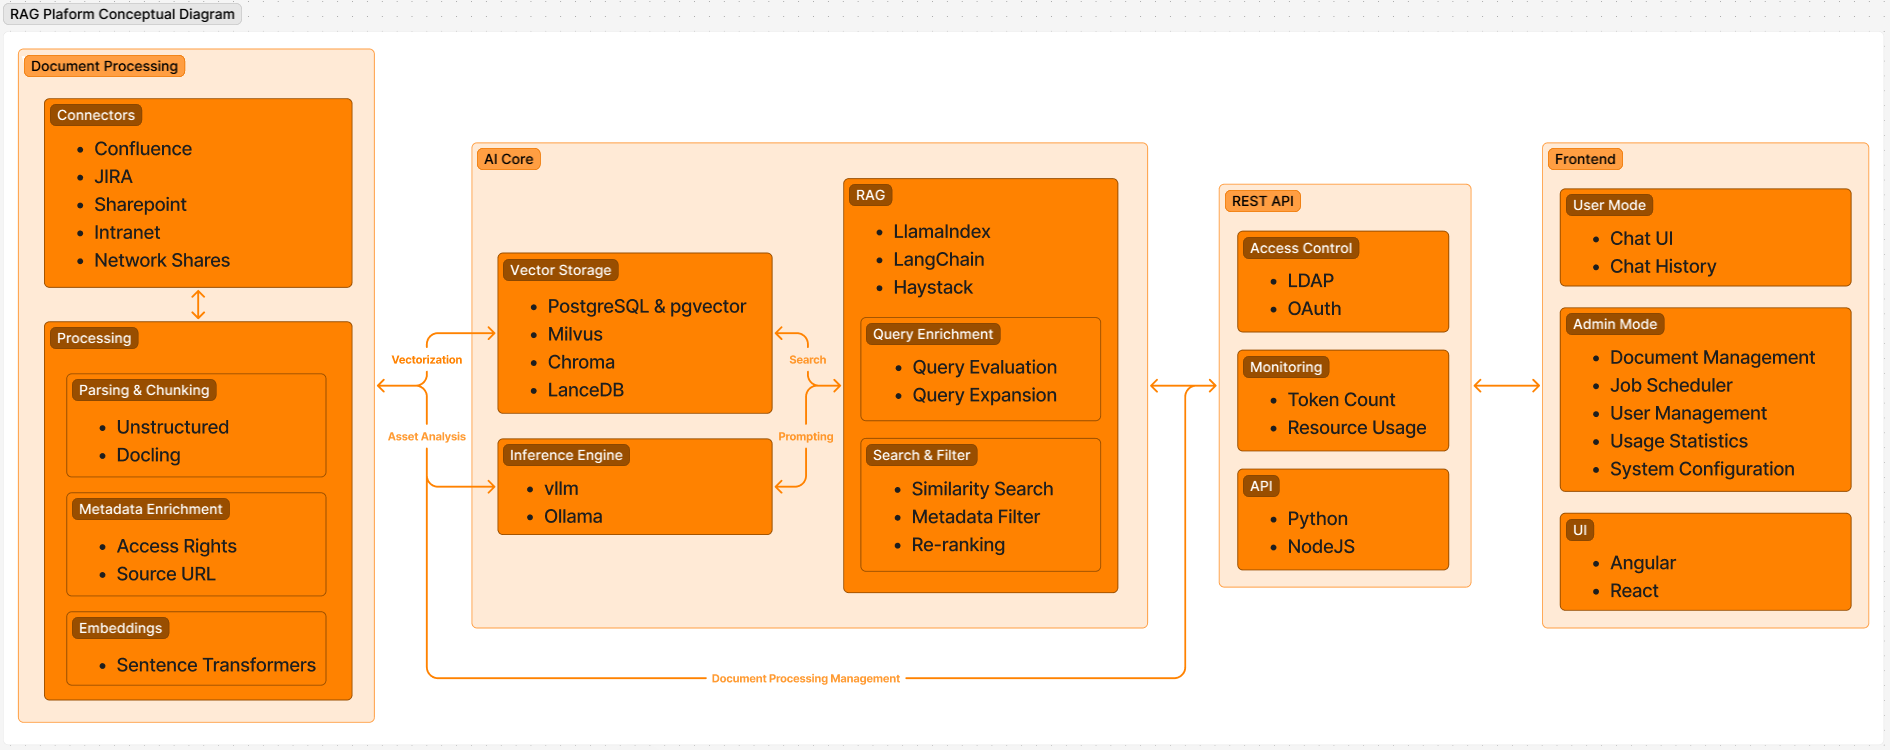 RAG Plaform Conceptual Diagram
Document Processing
Connectors
Confluence
JIRA
Sharepoint
Intranet
Network Shares
Processing
Parsing & Chunking
Unstructured
Docling
Metadata Enrichment
Access Rights
Source URL
Embeddings
Sentence Transformers
Vectorization
Asset Analysis
AI Core
Vector Storage
PostgreSQL & pgvector
Milvus
Chroma
LanceDB
Inference Engine
vllm
Ollama
Search
Prompting
RAG
LlamaIndex
LangChain
Haystack
Query Enrichment
Query Evaluation
Query Expansion
Search & Filter
Similarity Search
Metadata Filter
Re-ranking
Document Processing Management
REST API
Access Control
LDAP
OAuth
Monitoring
Token Count
Resource Usage
API
Python
NodeJS
Frontend
User Mode
Chat UI
Chat History
Admin Mode
Document Management
Job Scheduler
User Management
Usage Statistics
System Configuration
UI
Angular
React